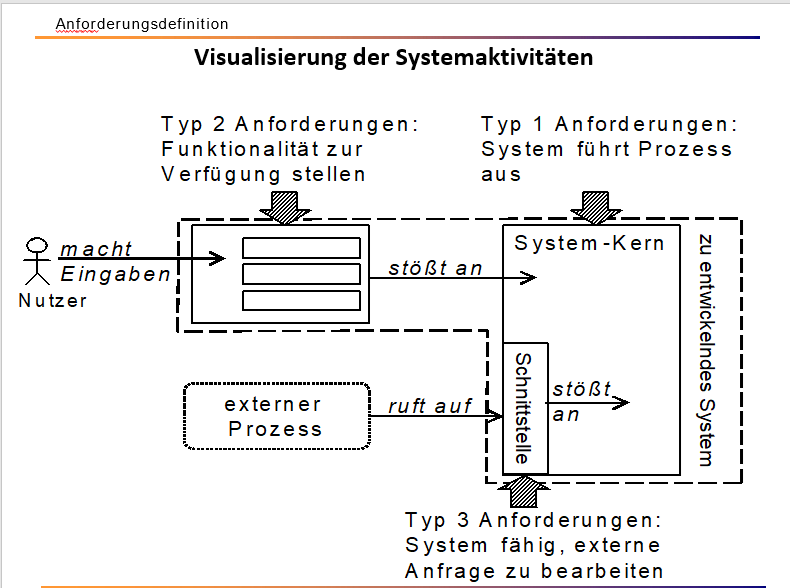 Anforderungsdefinition
Visualisierung der Systemaktivitäten
Typ 2 Anforderungen:
Funktionalität zur
Verfügung stellen
Typ 1 Anforderungen:
System führt Prozess
aus
macht
Eingaben
Nutzer
stößt an
System-Kern
zu entwickelndes System
externer
Prozess
ruft auf
Schnittstelle
stößt
an
Typ 3 Anforderungen:
System fähig, externe
Anfrage zu bearbeiten